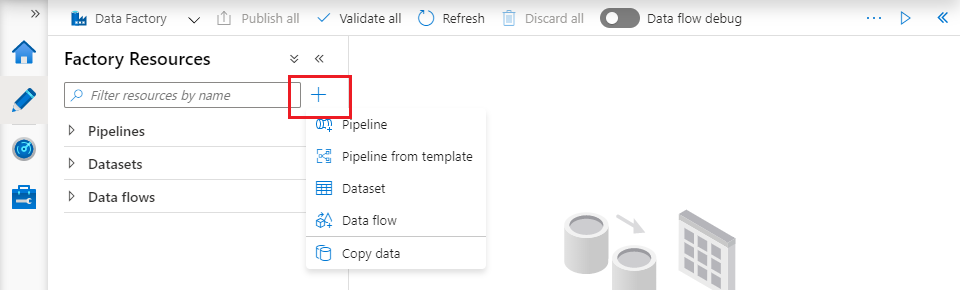 Data Factory
Publish all
Validate all
Refresh
Discard all
Data flow debug
Factory Resources
Filter resources by name
Pipelines
Datasets
Data flows
Pipeline
Pipeline from template
Dataset
Data flow
Copy data